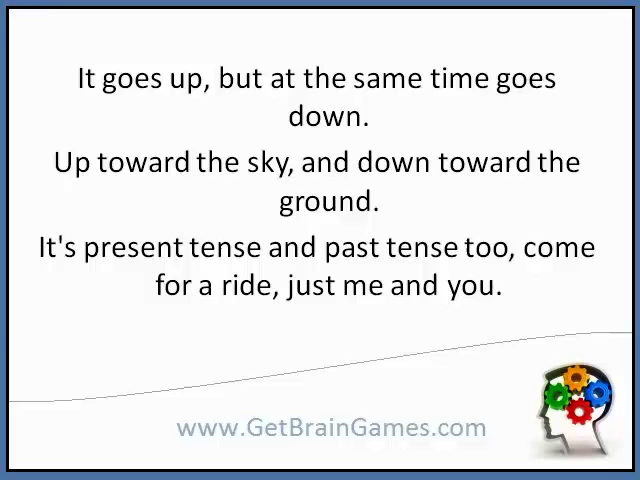 It goes up, but at the same time goes
down.
Up toward the sky, and down toward the
ground.
It's present tense and past tense too, come
for a ride, just me and you.
www.GetBrainGames.com